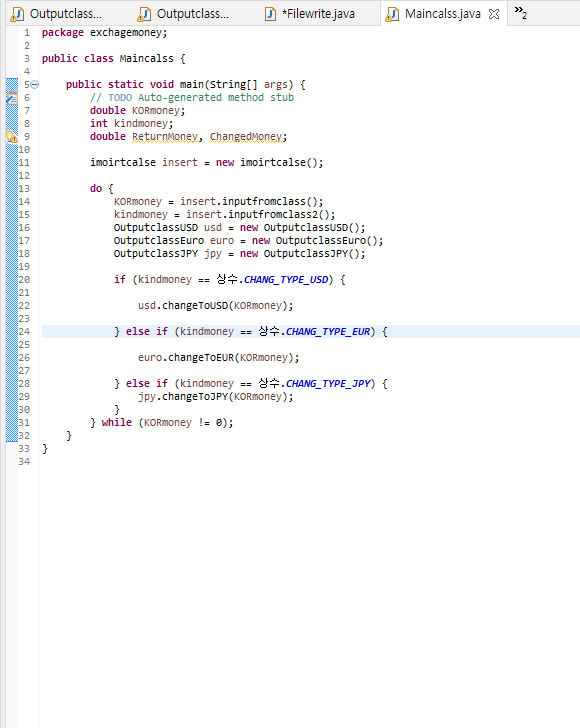 Outputclass...
Outputclass...
*Filewrite.java
Maincalss.java
2
1 package exchagemoney;
2
3 public class Maincalss {
4
5 public static void main(String[] args) {
6 // TODO Auto-generated method stub
7 double KORmoney;
8 int kindmoney;
9 double ReturnMoney, ChangedMoney;
10
11 imoirtcalse insert = new imoirtcalse();
12
13 do {
14 KORmoney = insert.inputfromclass();
15 kindmoney = insert.inputfromclass2();
16 OutputclassUSD usd = new OutputclassUSD();
17 OutputclassEuro euro = new OutputclassEuro();
18 OutputclassJPY jpy = new OutputclassJPY();
19
20 if (kindmoney == 상수.CHANG_TYPE_USD) {
21
22 usd.changeToUSD(KORmoney);
23
24 } else if (kindmoney == 상수.CHANG_TYPE_EUR) {
25
26 euro.changeToEUR(KORmoney);
27
28 } else if (kindmoney == 상수.CHANG_TYPE_JPY) {
29 jpy.changeToJPY(KORmoney);
30 }
31 } while (KORmoney != 0);
32 }
33 }
34